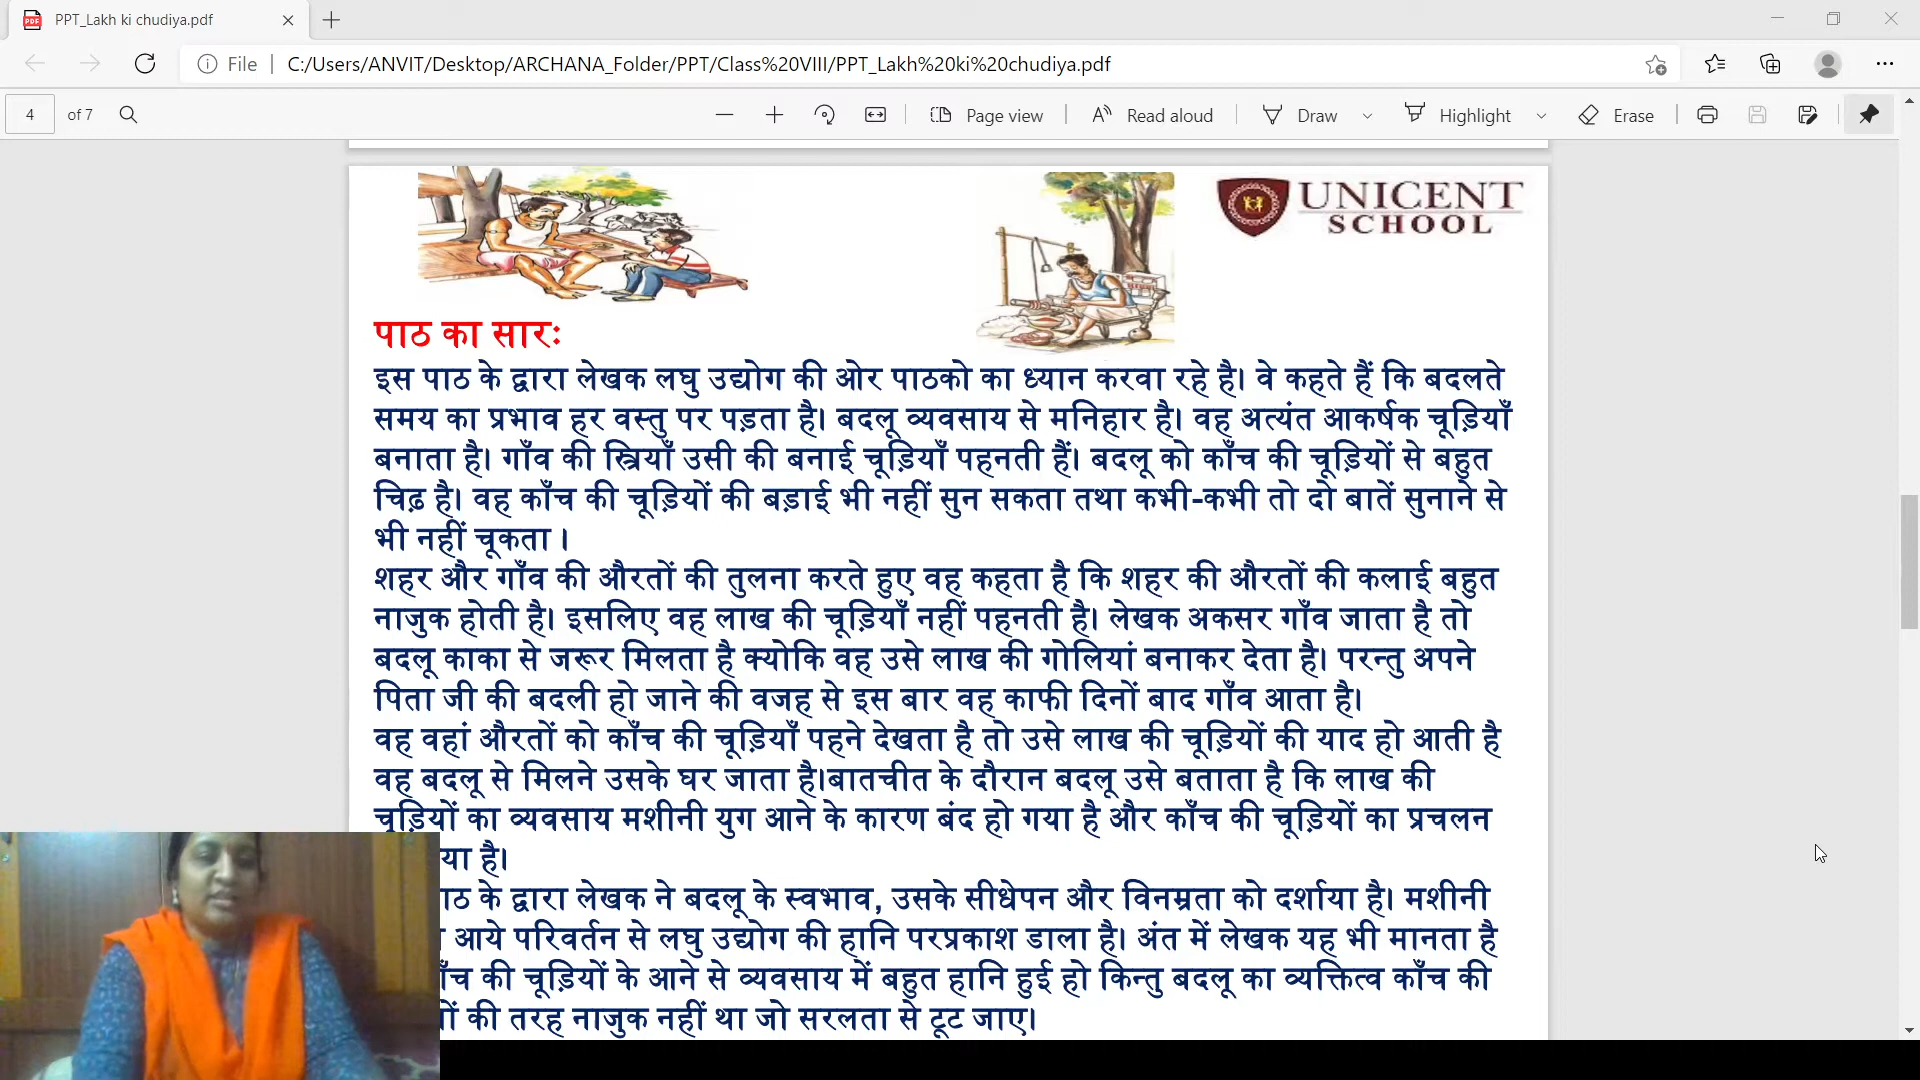 PPT_Lakh ki chudiya.pdf
File
C:/Users/ANVIT/Desktop/ARCHANA_Folder/PPT/Class%20VIII/PPT_Lakh%20ki%20chudiya.pdf
4 of 7
Page view
Read aloud
Draw
Highlight
Erase
UNICENT
SCHOOL
पाठ का सारः
इस पाठ के द्वारा लेखक लघु उद्योग की ओर पाठको का ध्यान करवा रहे है। वे कहते हैं कि बदलते
समय का प्रभाव हर वस्तु पर पड़ता है। बदलू व्यवसाय से मनिहार है। वह अत्यंत आकर्षक चूड़ियाँ
बनाता है। गाँव की स्त्रियाँ उसी की बनाई चूड़ियाँ पहनती हैं। बदलू को काँच की चूड़ियों से बहुत
चिढ़ है। वह काँच की चूड़ियों की बड़ाई भी नहीं सुन सकता तथा कभी-कभी तो दो बातें सुनाने से
भी नहीं चूकता ।
शहर और गाँव की औरतों की तुलना करते हुए वह कहता है कि शहर की औरतों की कलाई बहुत
नाजुक होती है। इसलिए वह लाख की चूड़ियाँ नहीं पहनती है। लेखक अकसर गाँव जाता है तो
बदलू काका से जरूर मिलता है क्योकि वह उसे लाख की गोलियां बनाकर देता है। परन्तु अपने
पिता जी की बदली हो जाने की वजह से इस बार वह काफी दिनों बाद गाँव आता है।
वह वहां औरतों को काँच की चूड़ियाँ पहने देखता है तो उसे लाख की चूड़ियों की याद हो आती है
वह बदलू से मिलने उसके घर जाता है।बातचीत के दौरान बदलू उसे बताता है कि लाख की
चूड़ियों का व्यवसाय मशीनी युग आने के कारण बंद हो गया है और काँच की चूड़ियों का प्रचलन
है।
के द्वारा लेखक ने बदलू के स्वभाव, उसके सीधेपन और विनम्रता को दर्शाया है। मशीनी
आये परिवर्तन से लघु उद्योग की हानि परप्रकाश डाला है। अंत में लेखक यह भी मानता है
की चूड़ियों के आने से व्यवसाय में बहुत हानि हुई हो किन्तु बदलू का व्यक्तित्व काँच की
की तरह नाजुक नहीं था जो सरलता से टूट जाए।